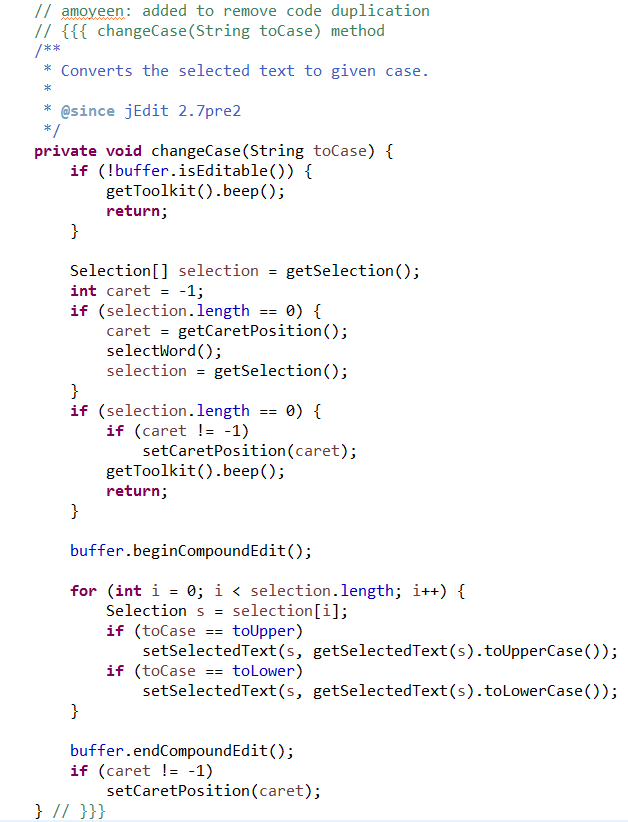 // amoyeen: added to remove code duplication
// {{{ changeCase(String toCase) method
/**
 * Converts the selected text to given case.
 *
 * @since jEdit 2.7pre2
 */
private void changeCase(String toCase) {
    if (!buffer.isEditable()) {
        getToolkit().beep();
        return;
    }

    Selection[] selection = getSelection();
    int caret = -1;
    if (selection.length == 0) {
        caret = getCaretPosition();
        selectWord();
        selection = getSelection();
    }
    if (selection.length == 0) {
        if (caret != -1)
            setCaretPosition(caret);
        getToolkit().beep();
        return;
    }

    buffer.beginCompoundEdit();

    for (int i = 0; i < selection.length; i++) {
        Selection s = selection[i];
        if (toCase == toUpper)
            setSelectedText(s, getSelectedText(s).toUpperCase());
        if (toCase == toLower)
            setSelectedText(s, getSelectedText(s).toLowerCase());
    }

    buffer.endCompoundEdit();
    if (caret != -1)
        setCaretPosition(caret);
} // }}}